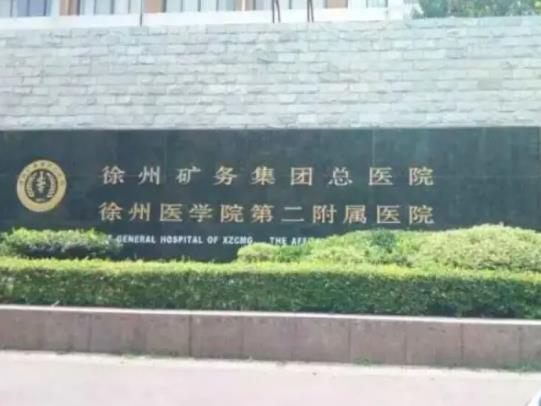 徐州矿务集团总医院
徐州医学院第二附属医院
GENERAL HOSPITAL OF XZCMG THE